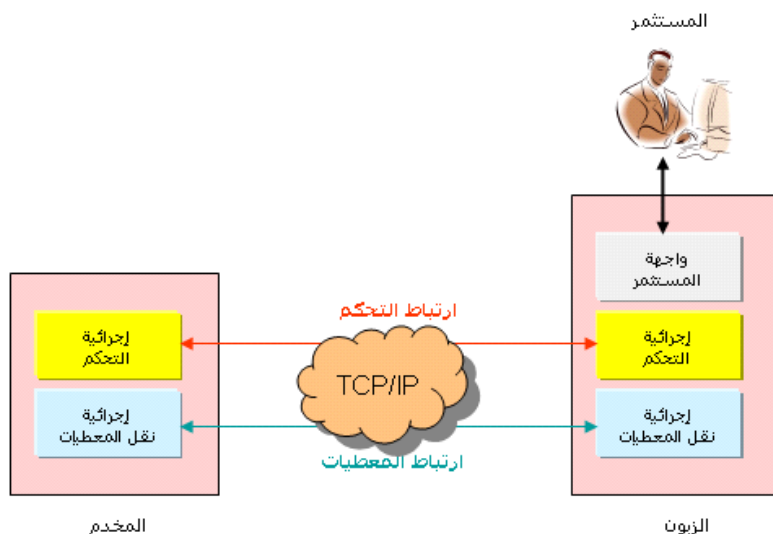 المستثمر
واجهة
المستثمر
ارتباط التحكم
إجرائية
التحكم
إجرائية
التحكم
TCP/IP
إجرائية
نقل المعطيات
إجرائية
نقل المعطيات
ارتباط المعطيات
الزبون
المخدم